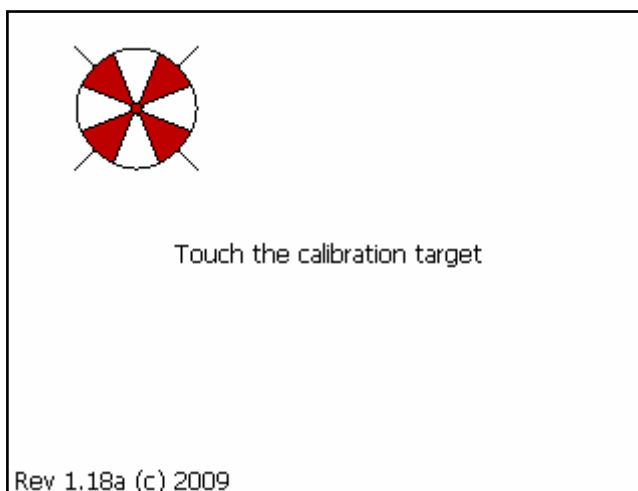 Touch the calibration target
Rev 1.18a (c) 2009